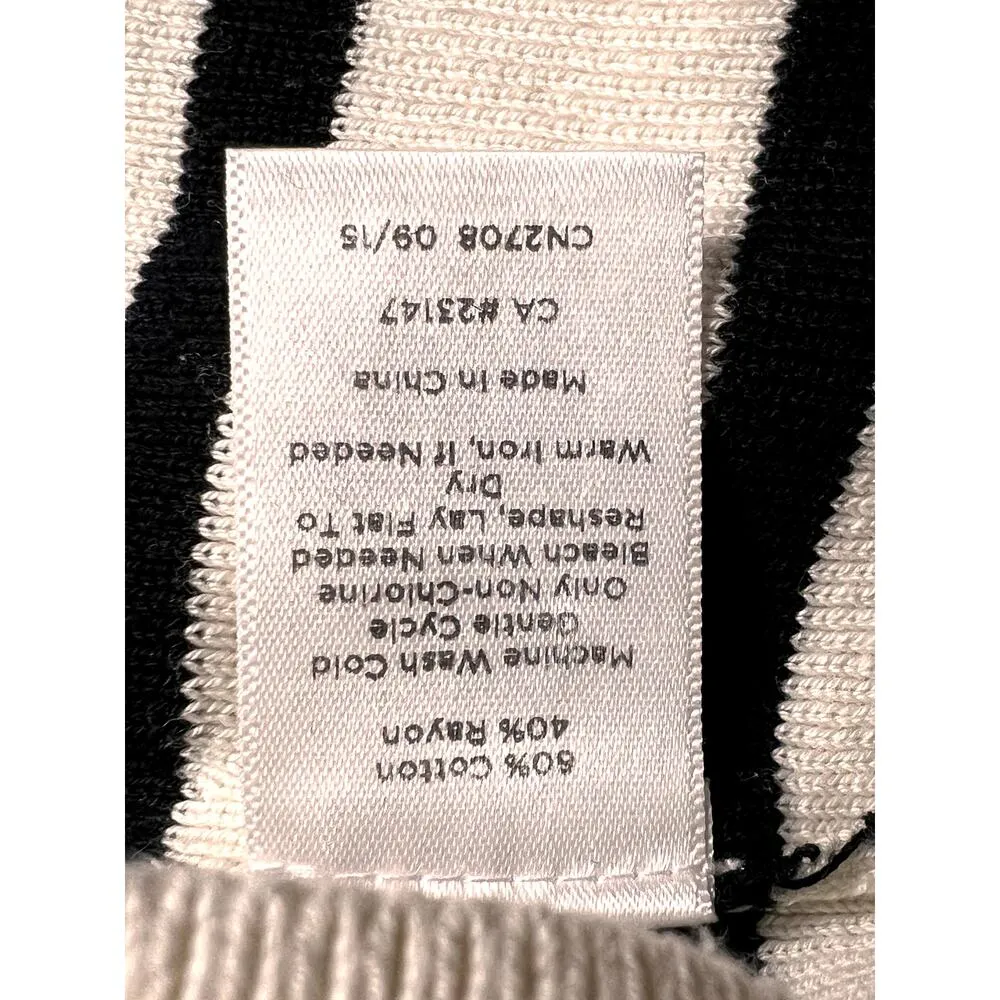 60% Cotton
40% Rayon
Machine Wash Cold
Gentle Cycle
Only Non-Chlorine
Bleach When Needed
Reshape, Lay Flat To
Dry
Warm Iron, If Needed
Made In China
CA #23147
CN2708 09/15